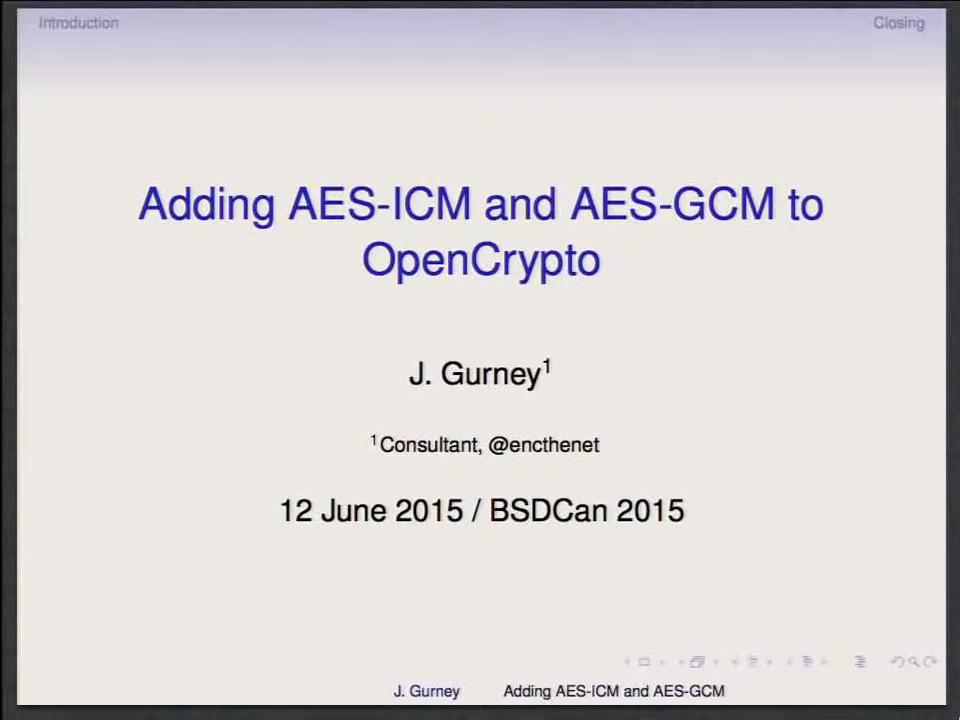 Introduction
Closing
Adding AES-ICM and AES-GCM to
OpenCrypto
J. Gurney¹
¹Consultant, @encthenet
12 June 2015 / BSDCan 2015
J. Gurney
Adding AES-ICM and AES-GCM